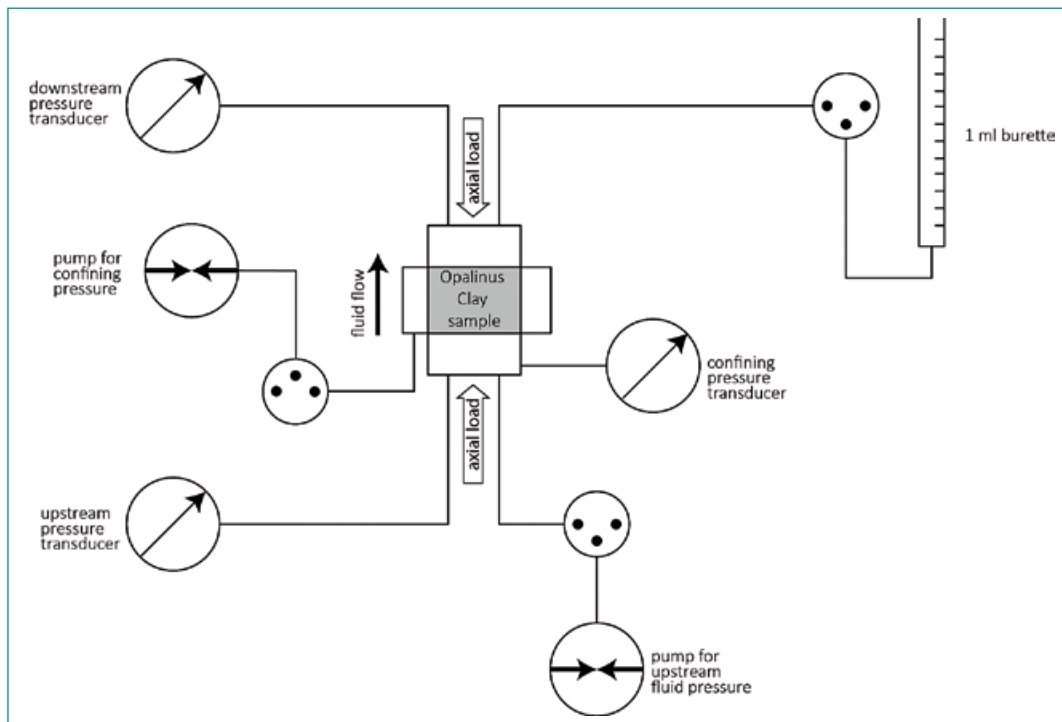 downstream
pressure
transducer
axial load
1 ml burette
pump for
confining
pressure
fluid flow
Opalinus
Clay
sample
confining
pressure
transducer
axial load
upstream
pressure
transducer
pump for
upstream
fluid pressure